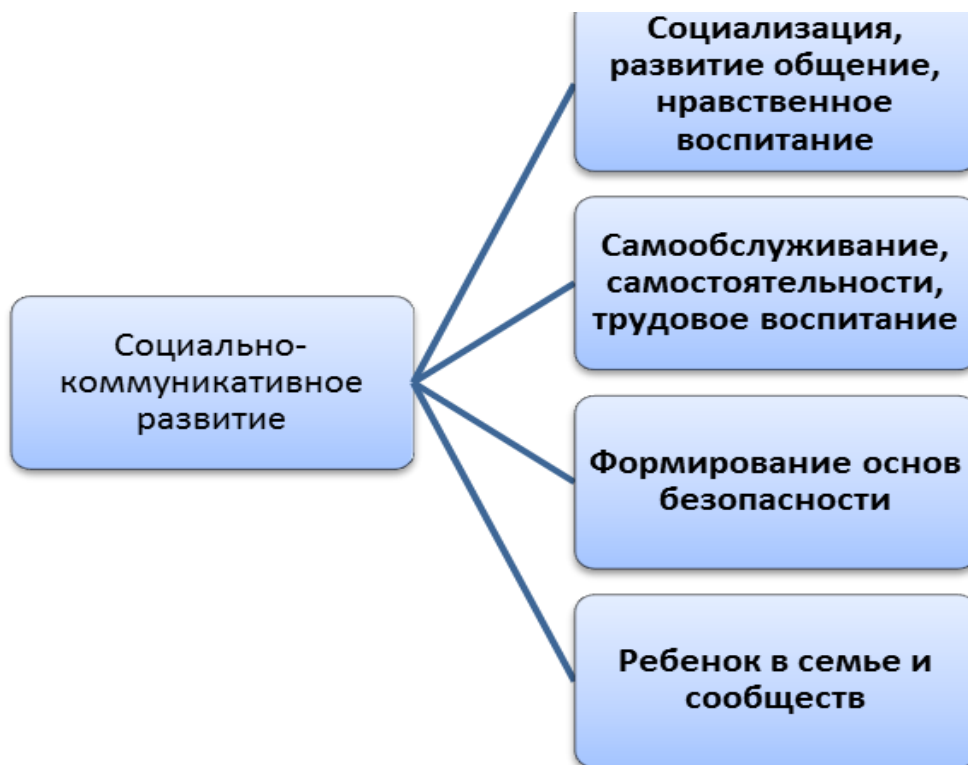 Социализация,
развитие общение,
нравственное
воспитание
Самообслуживание,
самостоятельности,
трудовое воспитание
Социально-
коммуникативное
развитие
Формирование основ
безопасности
Ребенок в семье и
сообществ